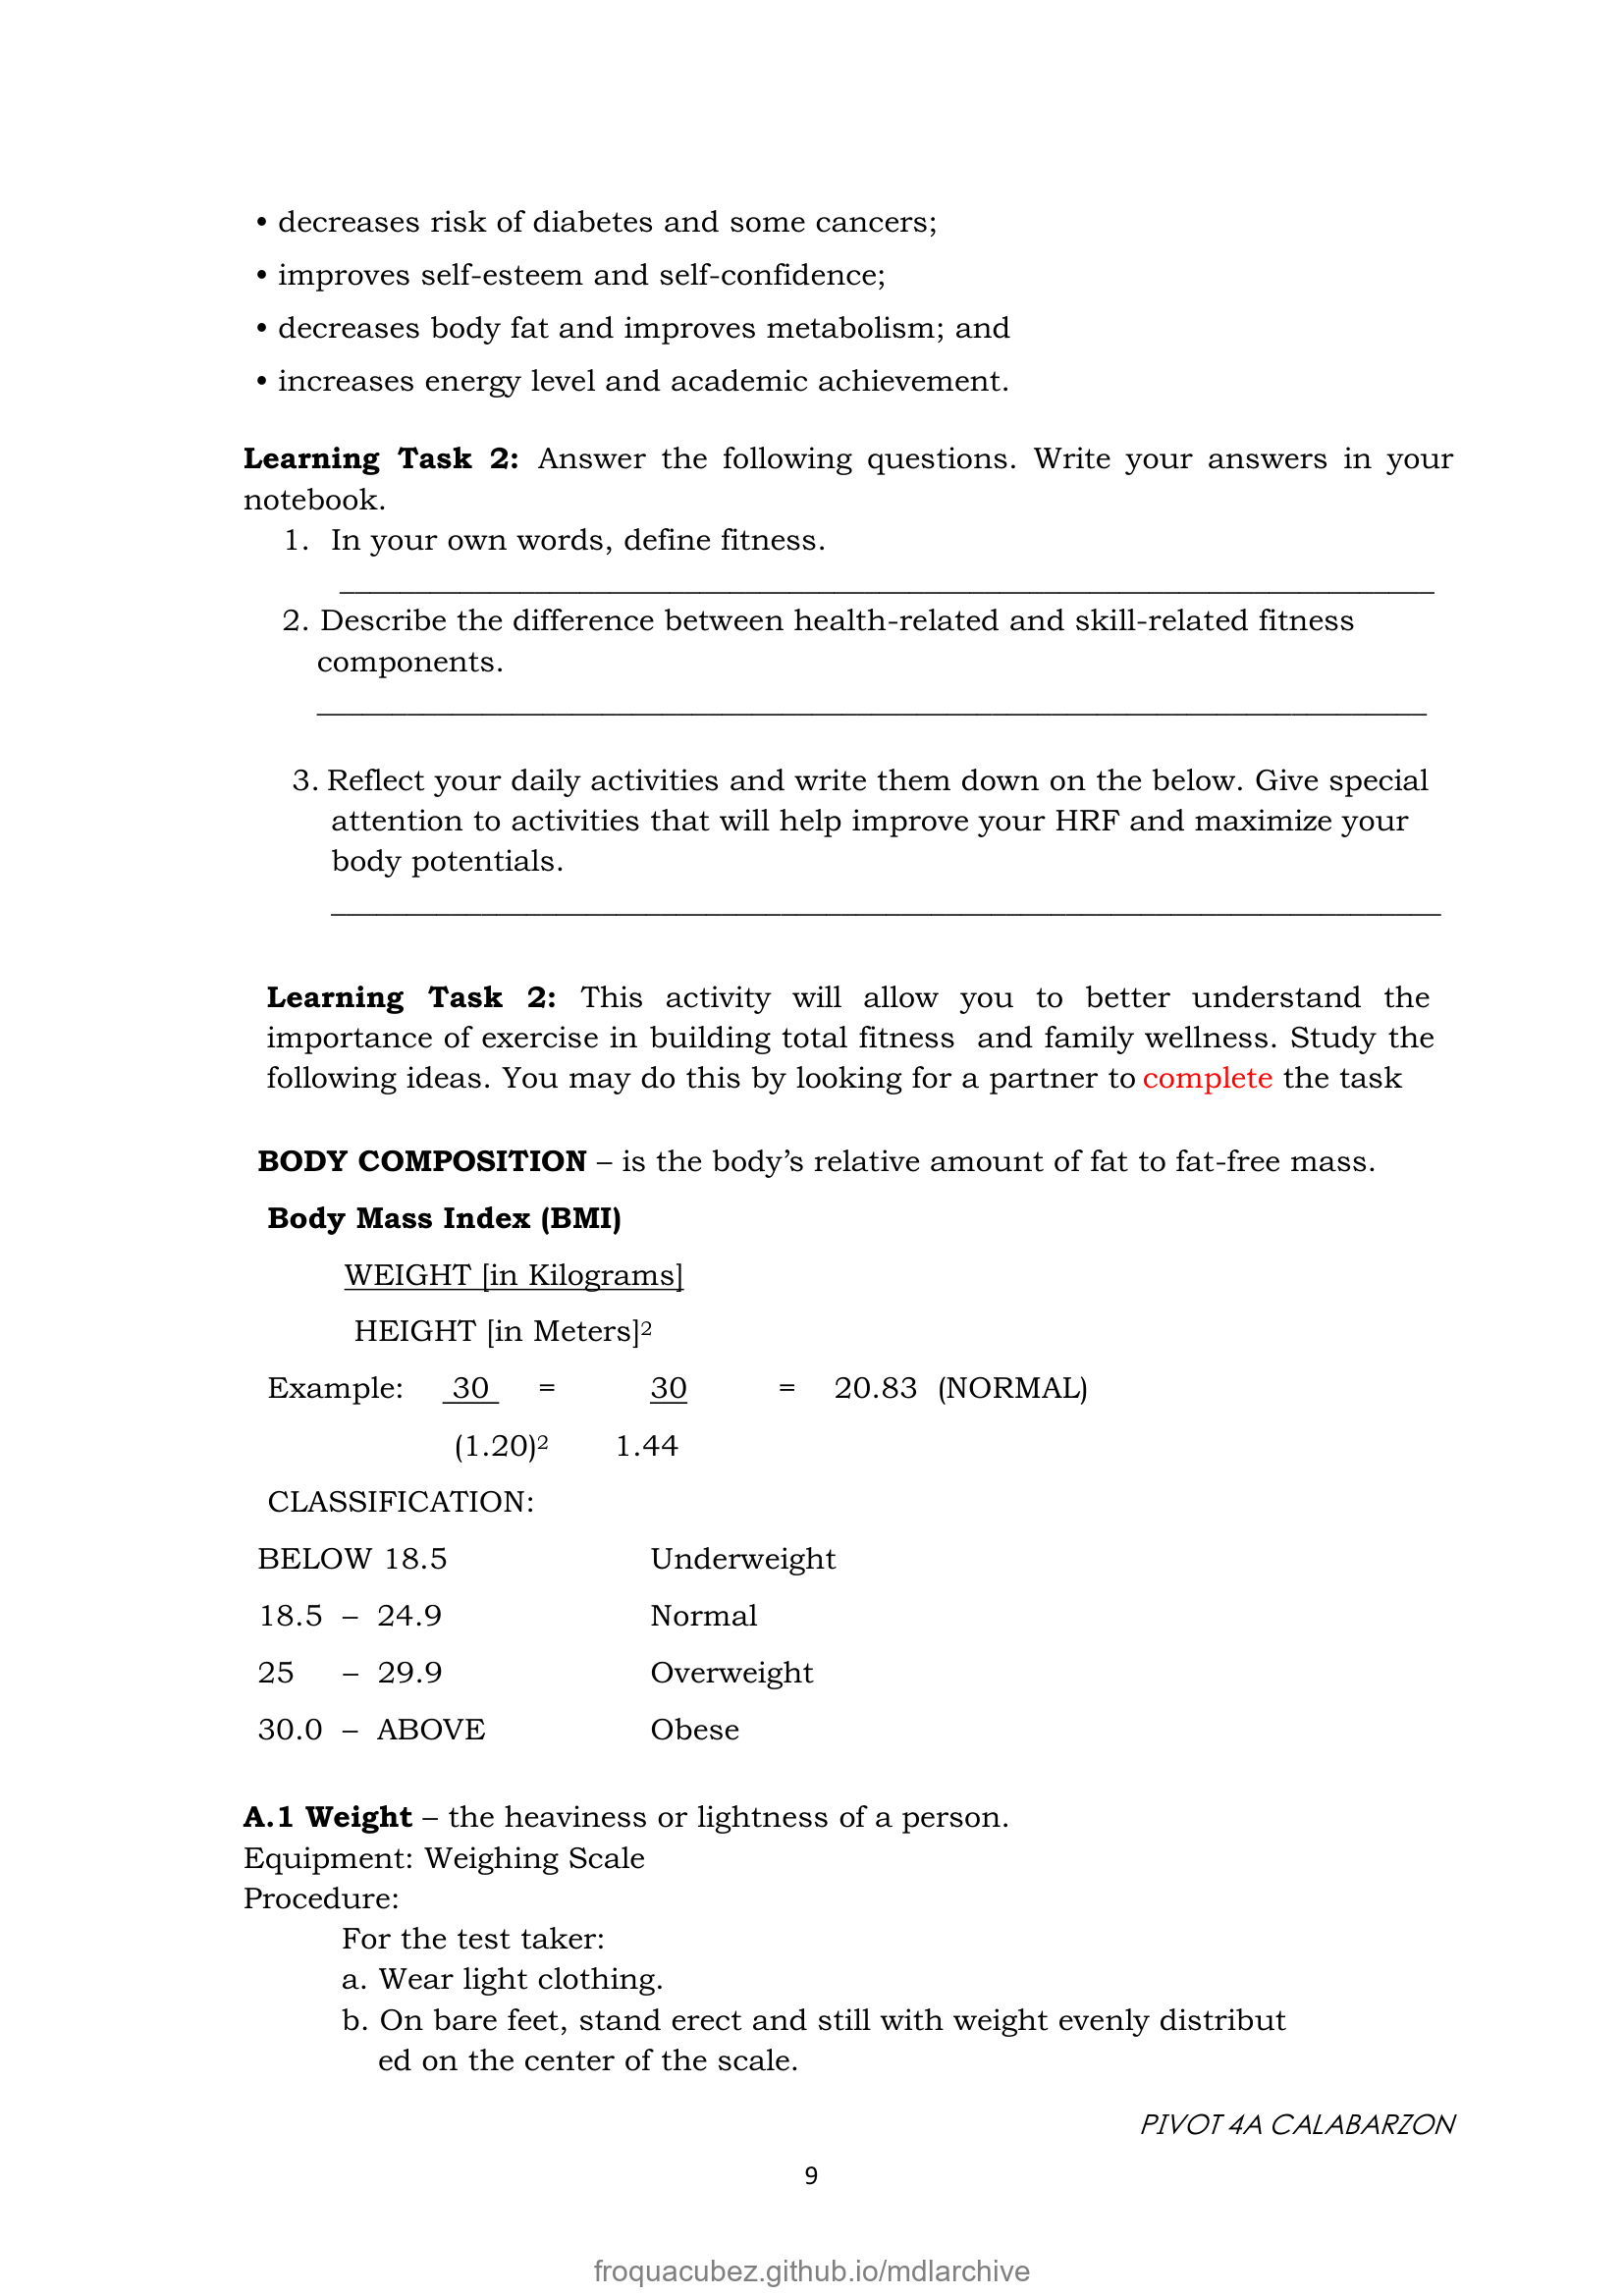 • decreases risk of diabetes and some cancers;
• improves self-esteem and self-confidence;
• decreases body fat and improves metabolism; and
• increases energy level and academic achievement.
Learning Task 2: Answer the following questions. Write your answers in your
notebook.
1. In your own words, define fitness.
2. Describe the difference between health-related and skill-related fitness
components.
3. Reflect your daily activities and write them down on the below. Give special
attention to activities that will help improve your HRF and maximize your
body potentials.
Learning Task 2: This activity will allow you to better understand the
importance of exercise in building total fitness and family wellness. Study the
following ideas. You may do this by looking for a partner to complete the task
BODY COMPOSITION – is the body’s relative amount of fat to fat-free mass.
Body Mass Index (BMI)
WEIGHT [in Kilograms]
HEIGHT [in Meters]2
Example: 30 = 30 = 20.83 (NORMAL)
(1.20)2 1.44
CLASSIFICATION:
BELOW 18.5 Underweight
18.5 – 24.9 Normal
25 – 29.9 Overweight
30.0 – ABOVE Obese
A.1 Weight – the heaviness or lightness of a person.
Equipment: Weighing Scale
Procedure:
For the test taker:
a. Wear light clothing.
b. On bare feet, stand erect and still with weight evenly distribut
ed on the center of the scale.
PIVOT 4A CALABARZON
9
froquacubez.github.io/mdlarchive